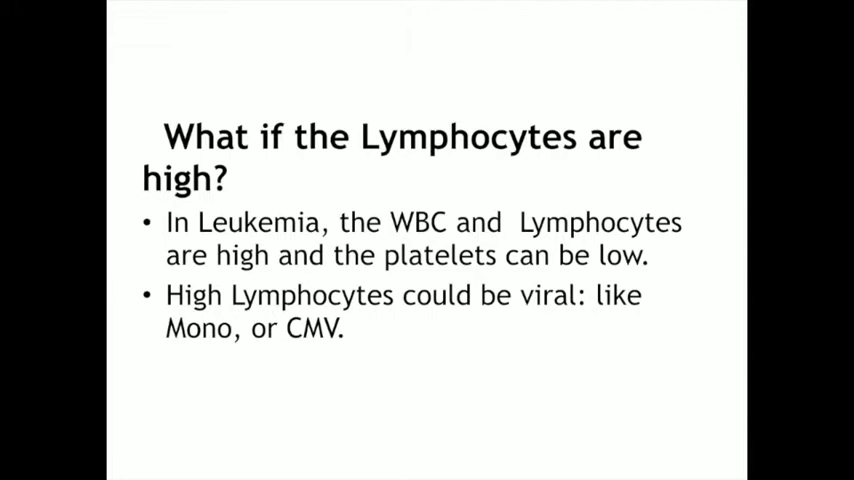 What if the Lymphocytes are
high?
• In Leukemia, the WBC and Lymphocytes
are high and the platelets can be low.
• High Lymphocytes could be viral: like
Mono, or CMV.